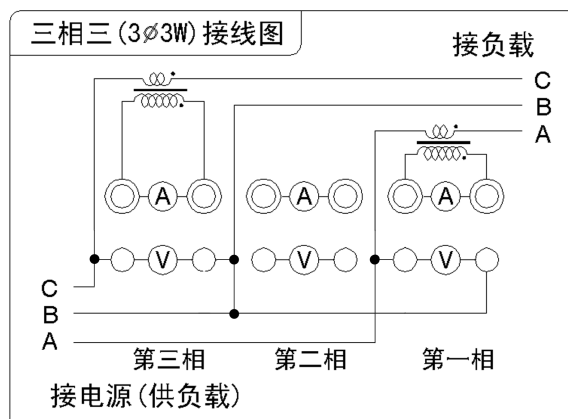 三相三(3∅3W)接线图
接负载
C
B
A
A A A
V V V
C
B
A
第三相 第二相 第一相
接电源(供负载)